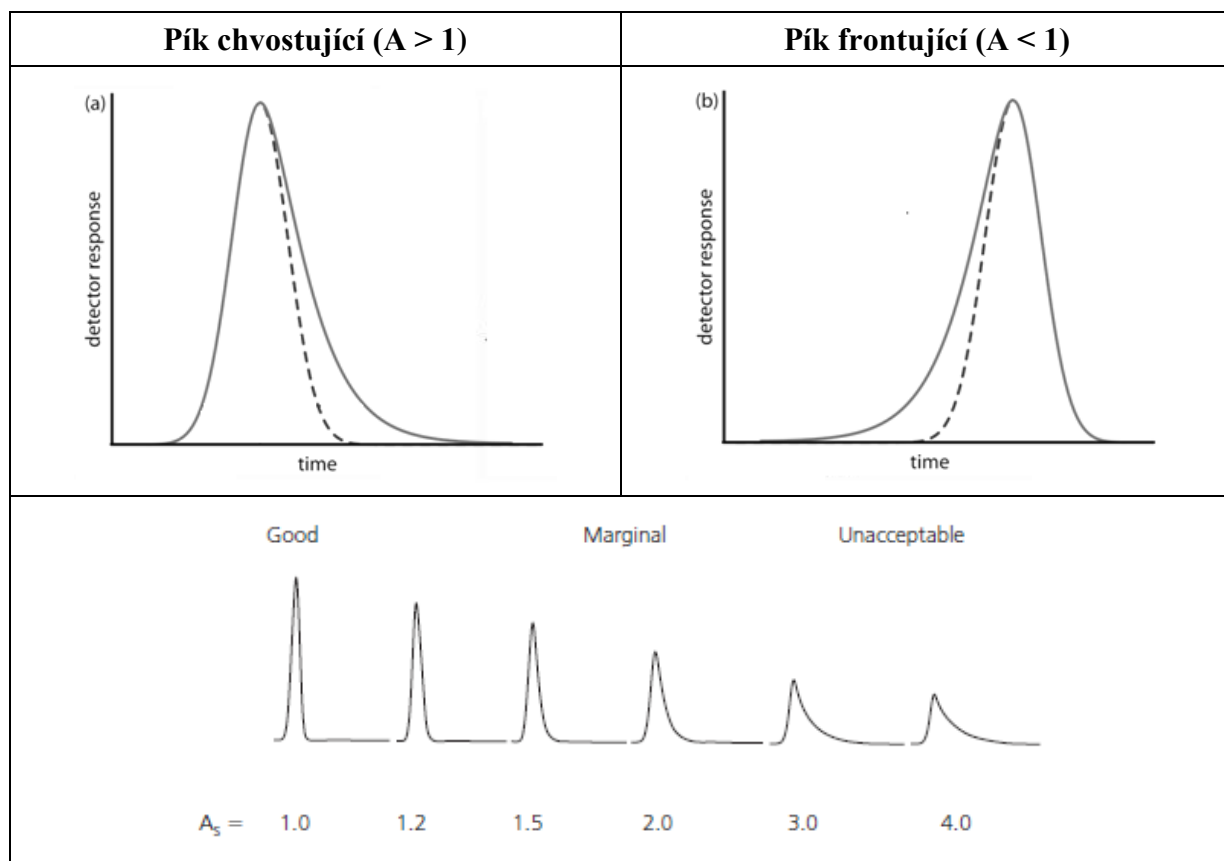 Pík chvostující (A > 1)
Pík frontující (A < 1)
(a)
detector response
time
(b)
detector response
time
Good Marginal Unacceptable
As = 1.0 1.2 1.5 2.0 3.0 4.0